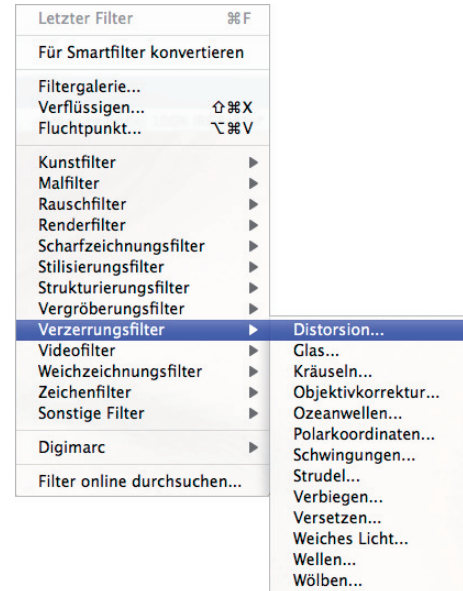 Letzter Filter ⌘F
Für Smartfilter konvertieren
Filtergalerie...
Verflüssigen... ⇧⌘X
Fluchtpunkt... ⌥⌘V
Kunstfilter
Malfilter
Rauschfilter
Renderfilter
Scharfzeichnungsfilter
Stilisierungsfilter
Strukturierungsfilter
Vergröberungsfilter
Verzerrungsfilter
Videofilter
Weichzeichnungsfilter
Zeichenfilter
Sonstige Filter
Digimarc
Filter online durchsuchen...
Distorsion...
Glas...
Kräuseln...
Objektivkorrektur...
Ozeanwellen...
Polarkoordinaten...
Schwingungen...
Strudel...
Verbiegen...
Versetzen...
Weiches Licht...
Wellen...
Wölben...